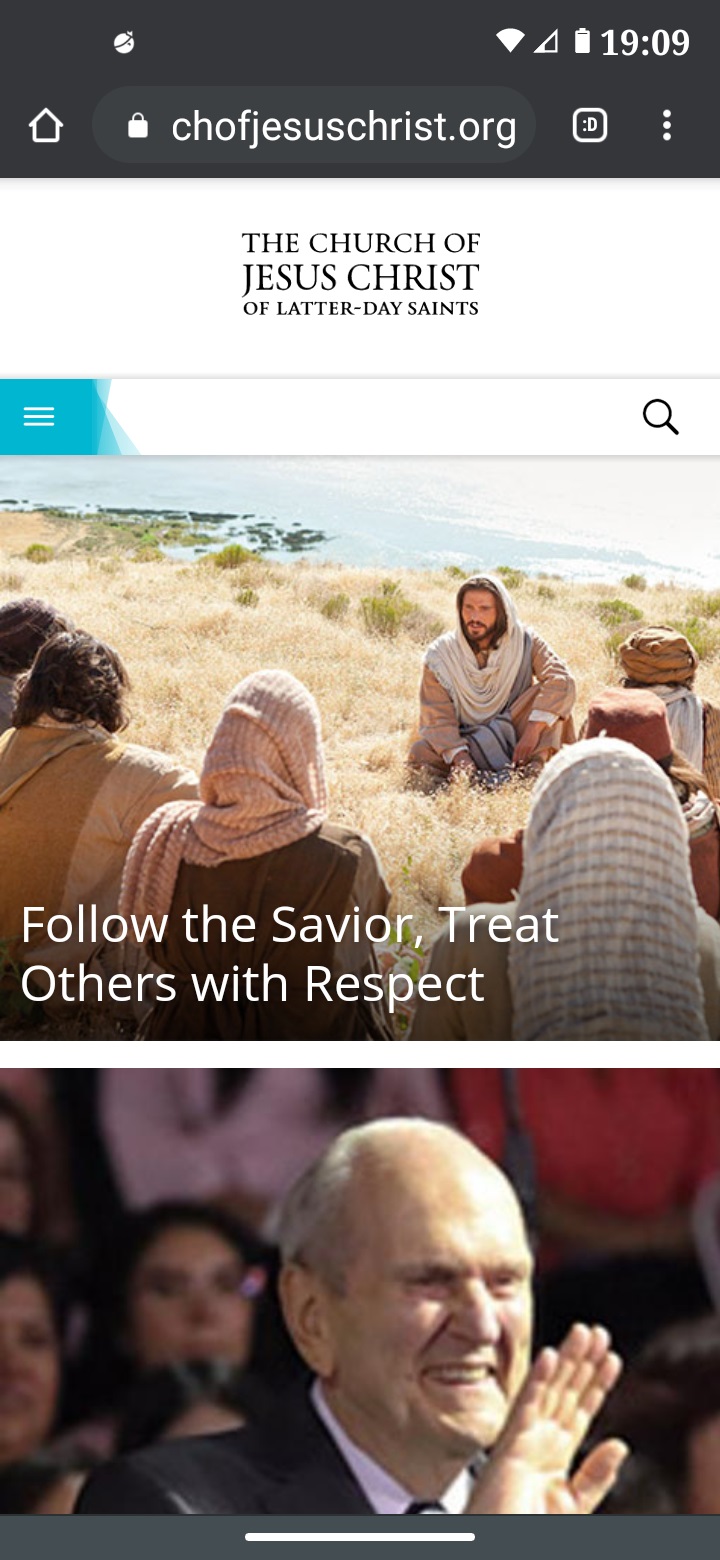 19:09
chofjesuschrist.org
:D
THE CHURCH OF
JESUS CHRIST
OF LATTER-DAY SAINTS
Follow the Savior, Treat
Others with Respect